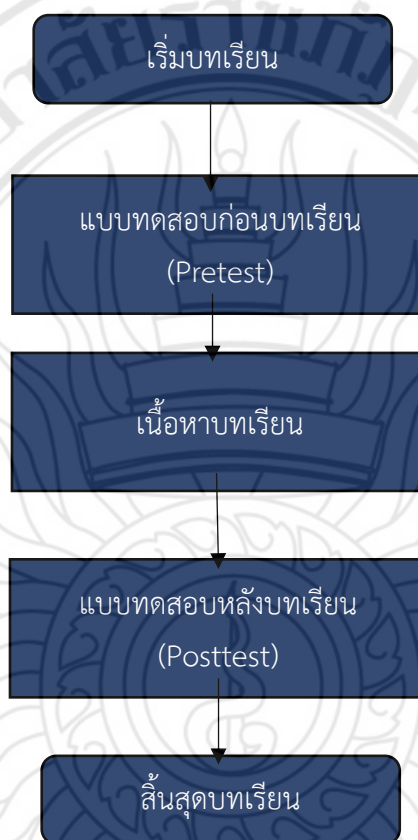 เริ่มบทเรียน
แบบทดสอบก่อนบทเรียน
(Pretest)
เนื้อหาบทเรียน
แบบทดสอบหลังบทเรียน
(Posttest)
สิ้นสุดบทเรียน